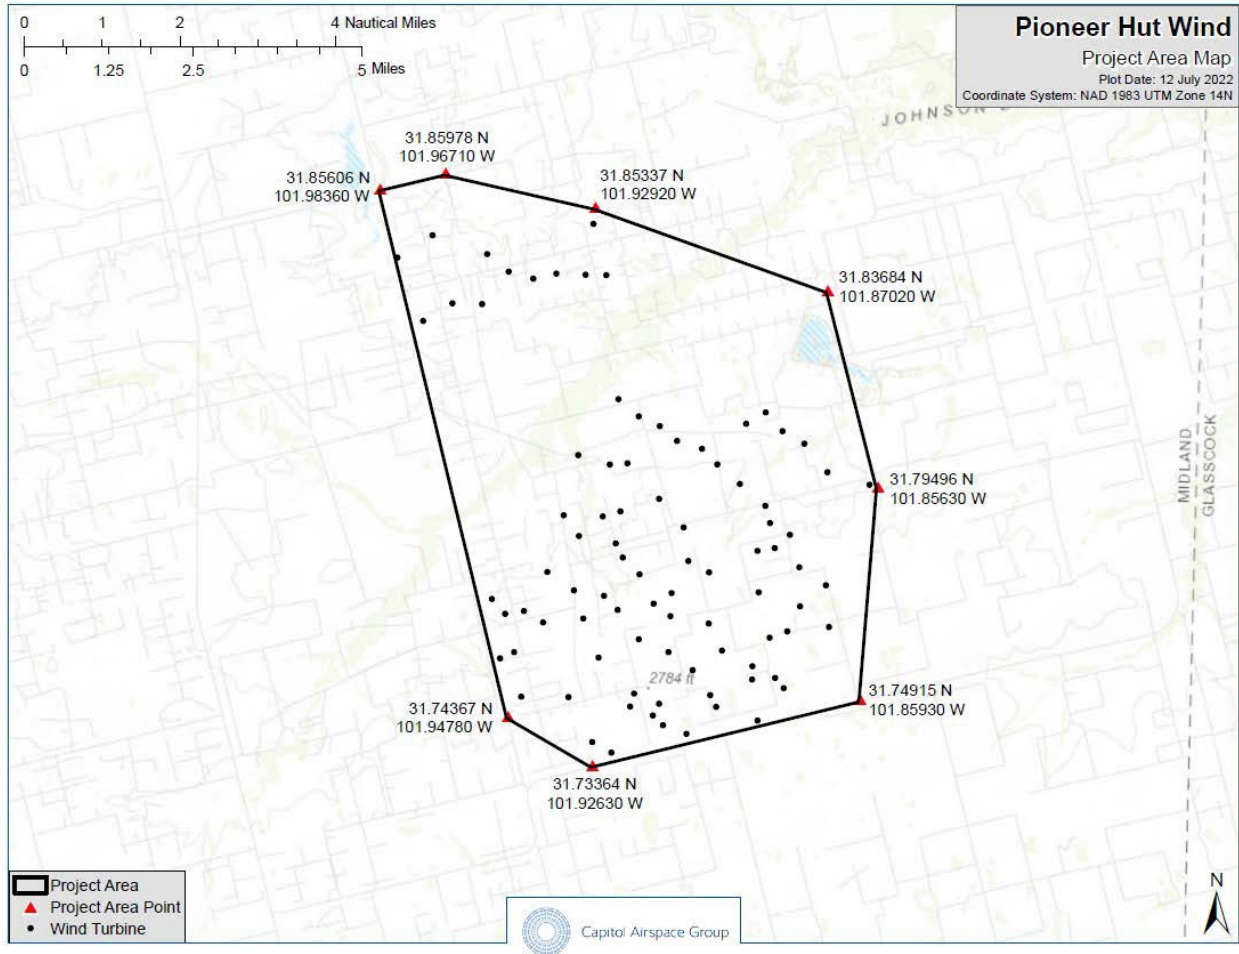 0 1 2 4 Nautical Miles
0 1.25 2.5 5 Miles
Pioneer Hut Wind
Project Area Map
Plot Date: 12 July 2022
Coordinate System: NAD 1983 UTM Zone 14N
JOHNSON
31.85978 N
101.96710 W
31.85606 N
101.98360 W
31.85337 N
101.92920 W
31.83684 N
101.87020 W
31.79496 N
101.85630 W
MIDLAND
GLASSCOCK
2784 ft
31.74915 N
101.85930 W
31.74367 N
101.94780 W
31.73364 N
101.92630 W
Project Area
Project Area Point
Wind Turbine
Capitol Airspace Group
N